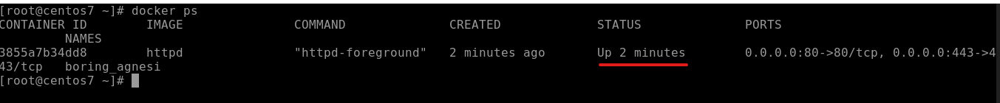 [root@centos7 ~]# docker ps
CONTAINER ID        IMAGE               COMMAND              CREATED             STATUS              PORTS
         NAMES
3855a7b34dd8        httpd               "httpd-foreground"   2 minutes ago       Up 2 minutes        0.0.0.0:80->80/tcp, 0.0.0.0:443->4
43/tcp   boring_agnesi
[root@centos7 ~]#